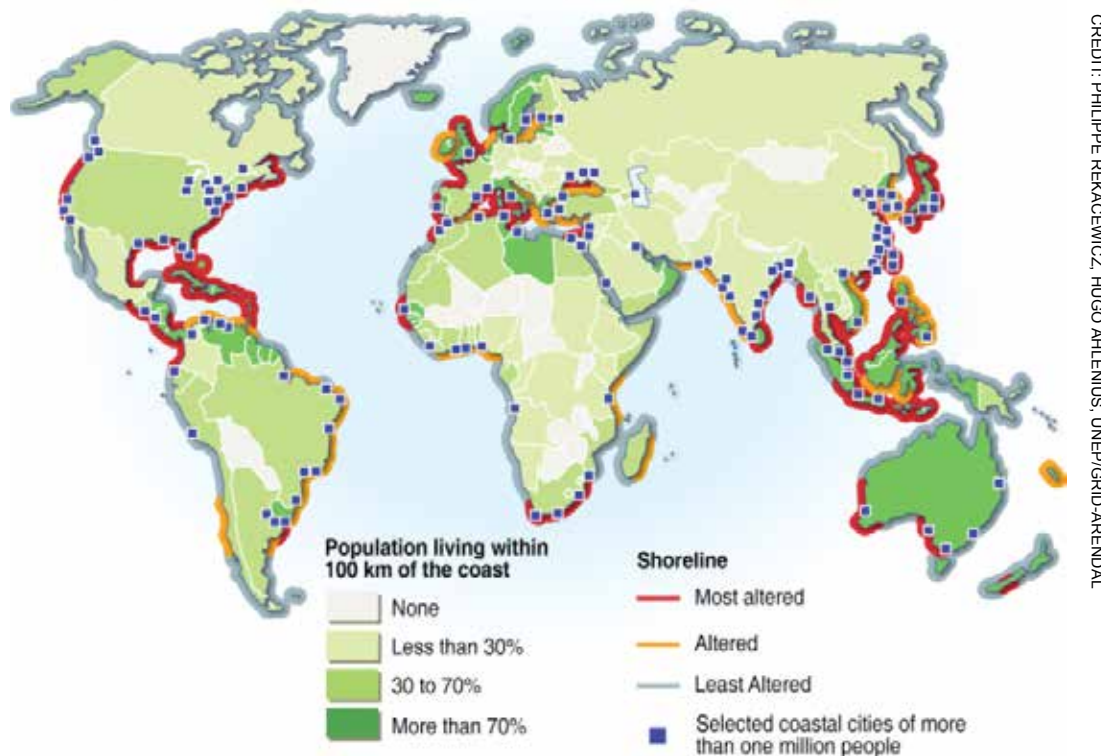 CREDIT: PHILIPPE REKACEWICZ, HUGO AHLENIUS, UNEP/GRID-ARENDAL
Population living within
100 km of the coast
None
Less than 30%
30 to 70%
More than 70%
Shoreline
Most altered
Altered
Least Altered
Selected coastal cities of more
than one million people